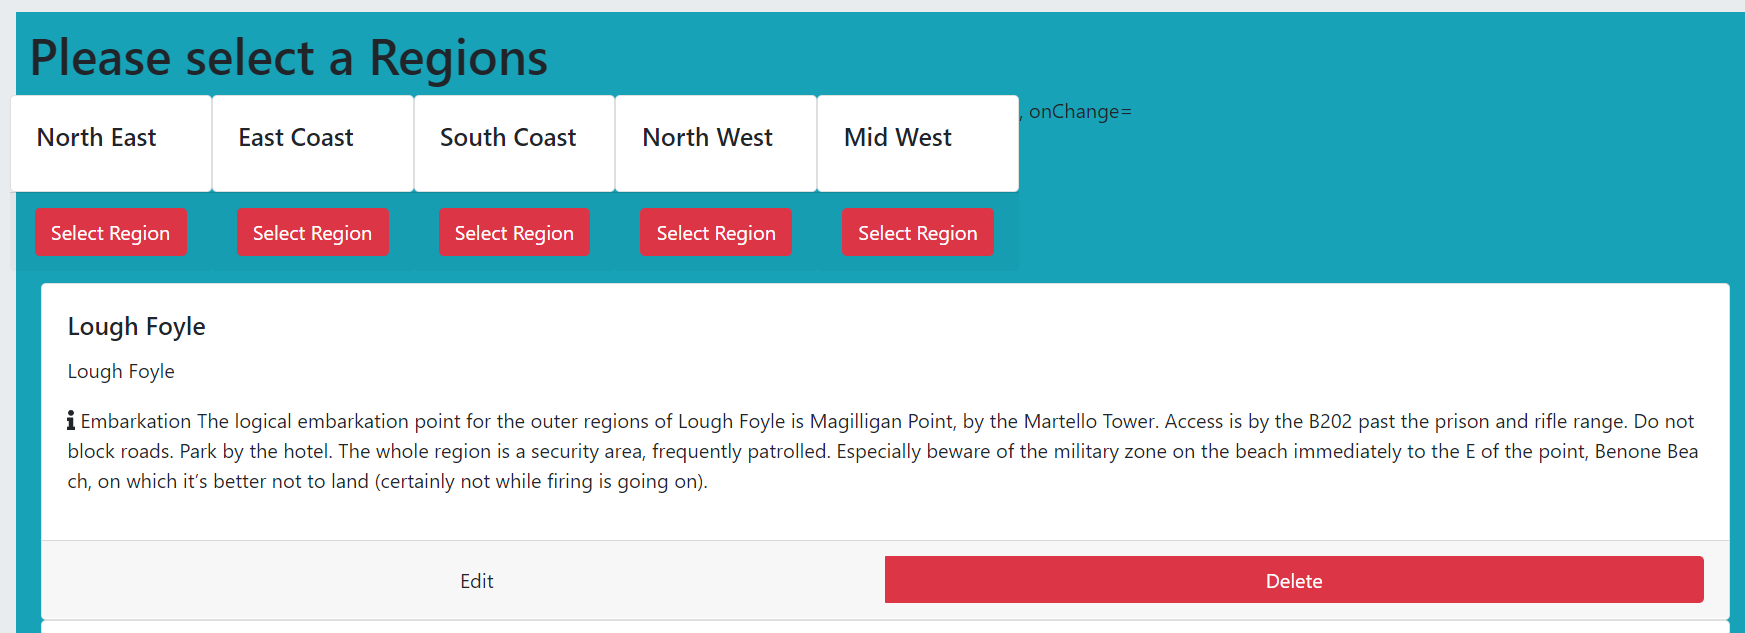 Please select a Regions
North East East Coast South Coast North West Mid West , onChange=
Select Region Select Region Select Region Select Region Select Region
Lough Foyle
Lough Foyle
Embarkation The logical embarkation point for the outer regions of Lough Foyle is Magilligan Point, by the Martello Tower. Access is by the B202 past the prison and rifle range. Do not
block roads. Park by the hotel. The whole region is a security area, frequently patrolled. Especially beware of the military zone on the beach immediately to the E of the point, Benone Bea
ch, on which it’s better not to land (certainly not while firing is going on).
Edit Delete